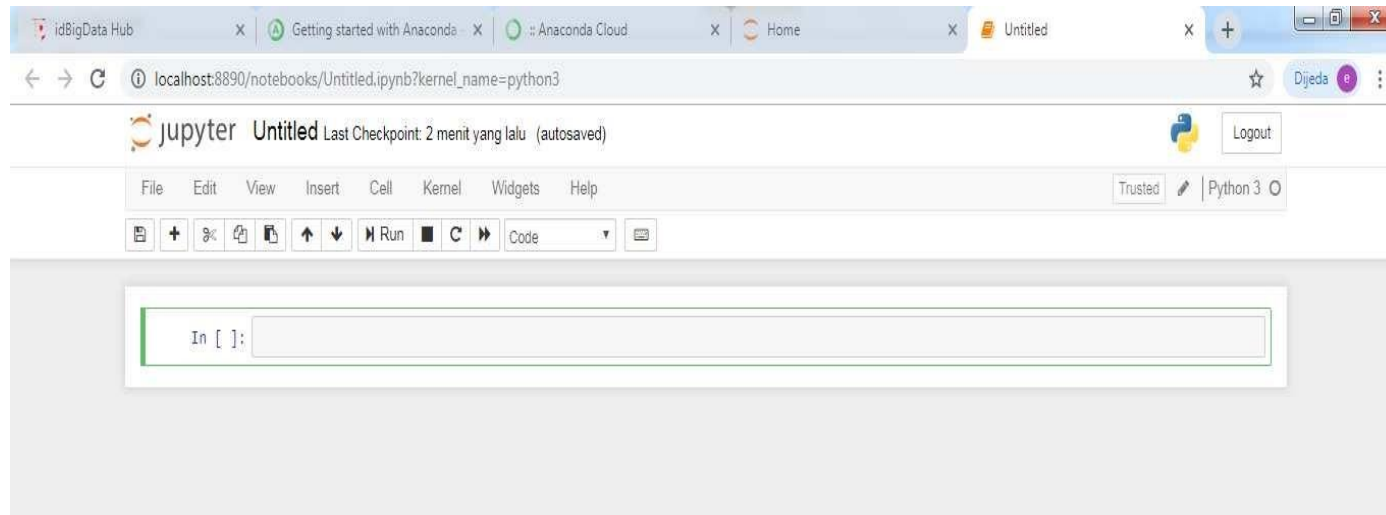 idBigData Hub Getting started with Anaconda :: Anaconda Cloud Home Untitled
localhost:8890/notebooks/Untitled.ipynb?kernel_name=python3 Dijeda e
jupyter Untitled Last Checkpoint: 2 menit yang lalu (autosaved) Logout
File Edit View Insert Cell Kernel Widgets Help Trusted Python 3
Run Code
In [ ]: